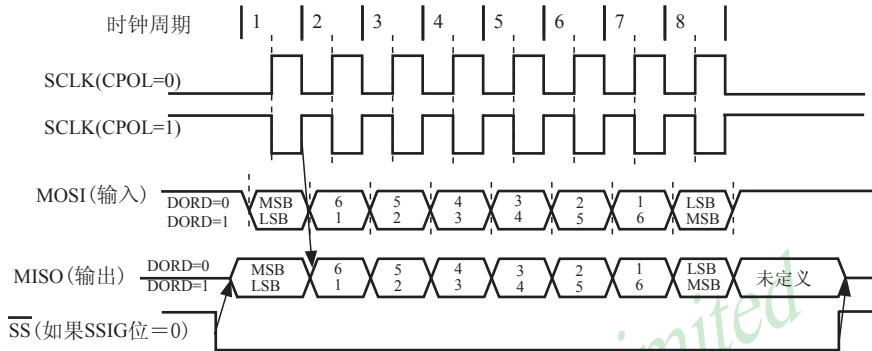 时钟周期 1 2 3 4 5 6 7 8
SCLK(CPOL=0)
SCLK(CPOL=1)
MOSI(输入) DORD=0 MSB 6 5 4 3 2 1 LSB
DORD=1 LSB 1 2 3 4 5 6 MSB
MISO(输出) DORD=0 MSB 6 5 4 3 2 1 LSB 未定义
DORD=1 LSB 1 2 3 4 5 6 MSB
SS(如果SSIG位=0)
imited